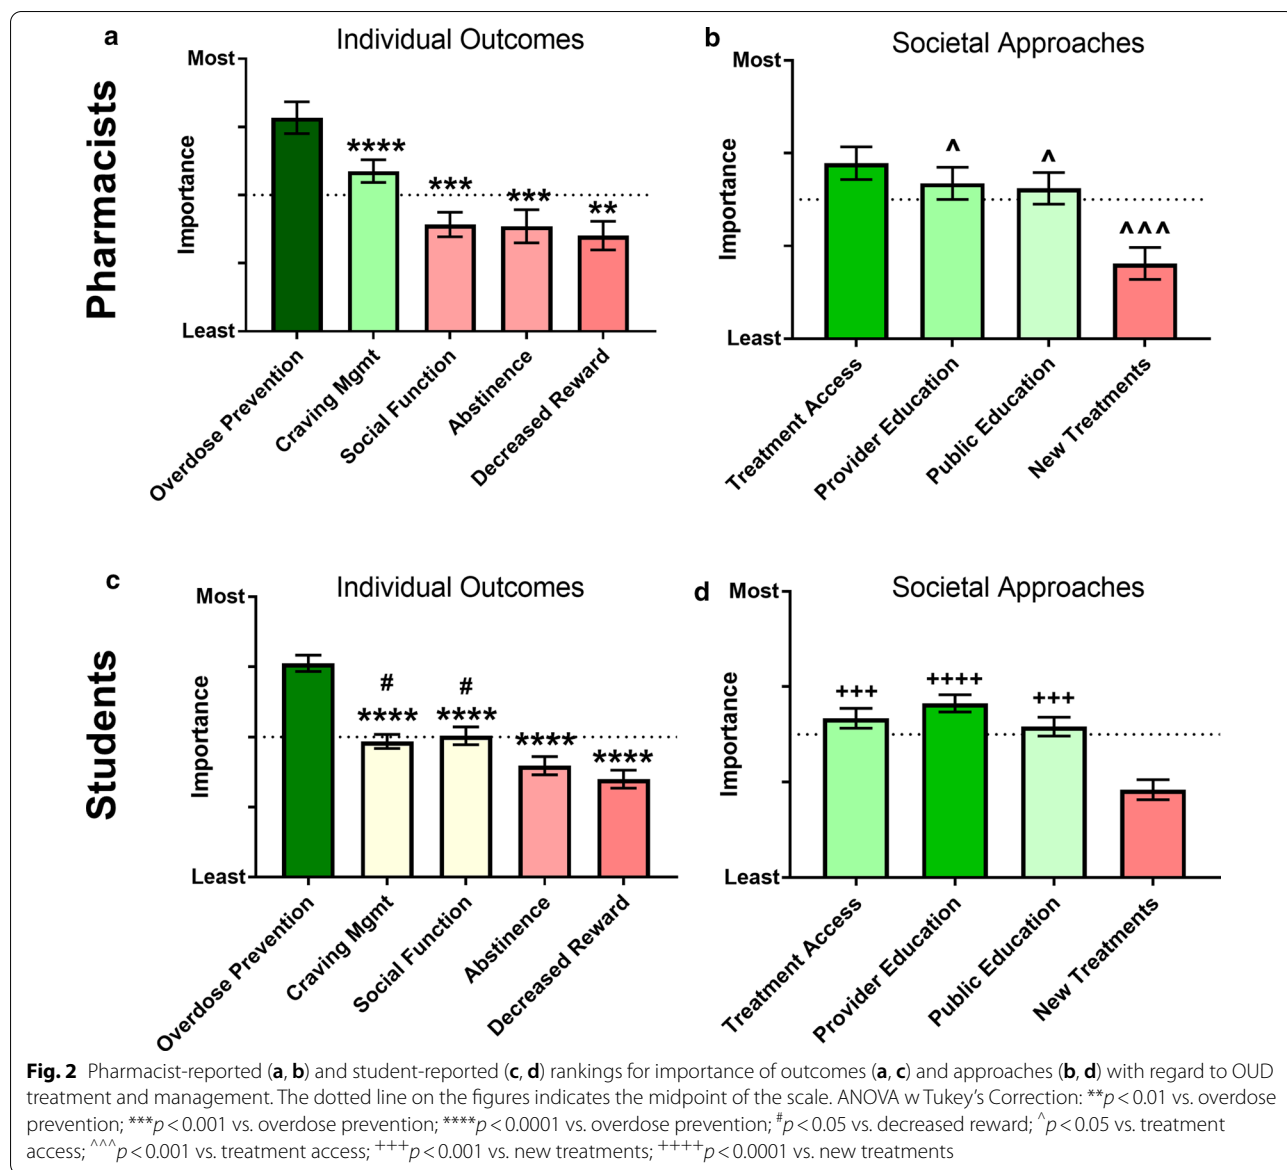 a
Individual Outcomes
Pharmacists
Importance
Most
Least
****
***
***
**
Overdose Prevention
Craving Mgmt
Social Function
Abstinence
Decreased Reward
b
Societal Approaches
Importance
Most
Least
^
^
^^^
Treatment Access
Provider Education
Public Education
New Treatments
c
Individual Outcomes
Students
Importance
Most
Least
#
#
****
****
****
****
Overdose Prevention
Craving Mgmt
Social Function
Abstinence
Decreased Reward
d
Societal Approaches
Importance
Most
Least
+++
++++
+++
Treatment Access
Provider Education
Public Education
New Treatments
Fig. 2 Pharmacist-reported (a, b) and student-reported (c, d) rankings for importance of outcomes (a, c) and approaches (b, d) with regard to OUD
treatment and management. The dotted line on the figures indicates the midpoint of the scale. ANOVA w Tukey's Correction: **p < 0.01 vs. overdose
prevention; ***p < 0.001 vs. overdose prevention; ****p < 0.0001 vs. overdose prevention; #p < 0.05 vs. decreased reward; ^p < 0.05 vs. treatment
access; ^^^p < 0.001 vs. treatment access; +++p < 0.001 vs. new treatments; ++++p < 0.0001 vs. new treatments